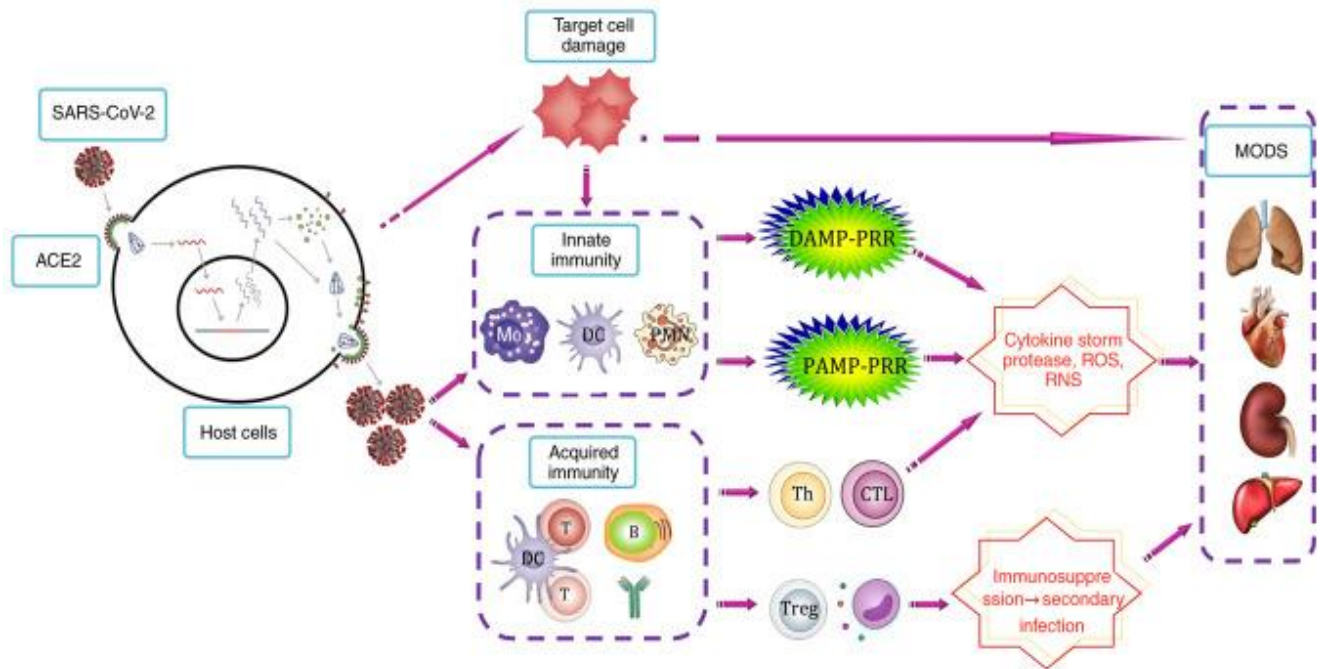 Target cell
damage
SARS-CoV-2
MODS
ACE2
Innate
immunity
DAMP-PRR
Mo
DC
PMN
PAMP-PRR
Cytokine storm
protease, ROS,
RNS
Host cells
Acquired
immunity
T
B
DC
T
Th
CTL
Treg
Immunosuppre
ssion→secondary
infection